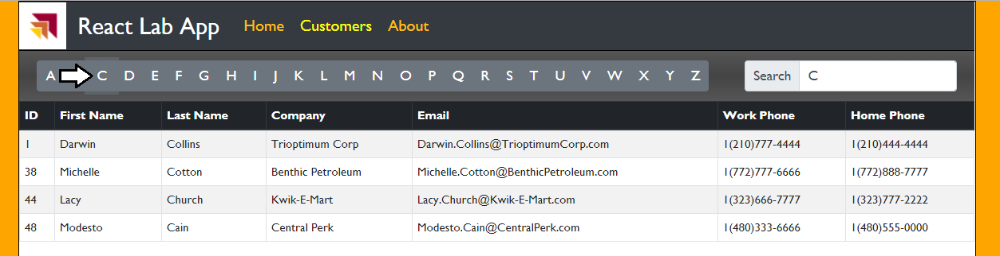 React Lab App Home Customers About
A C D E F G H I J K L M N O P Q R S T U V W X Y Z Search C
ID First Name Last Name Company Email Work Phone Home Phone
1 Darwin Collins Trioptimum Corp Darwin.Collins@TrioptimumCorp.com 1(210)777-4444 1(210)444-4444
38 Michelle Cotton Benthic Petroleum Michelle.Cotton@BenthicPetroleum.com 1(772)777-6666 1(772)888-7777
44 Lacy Church Kwik-E-Mart Lacy.Church@Kwik-E-Mart.com 1(323)666-7777 1(323)777-2222
48 Modesto Cain Central Perk Modesto.Cain@CentralPerk.com 1(480)333-6666 1(480)555-0000